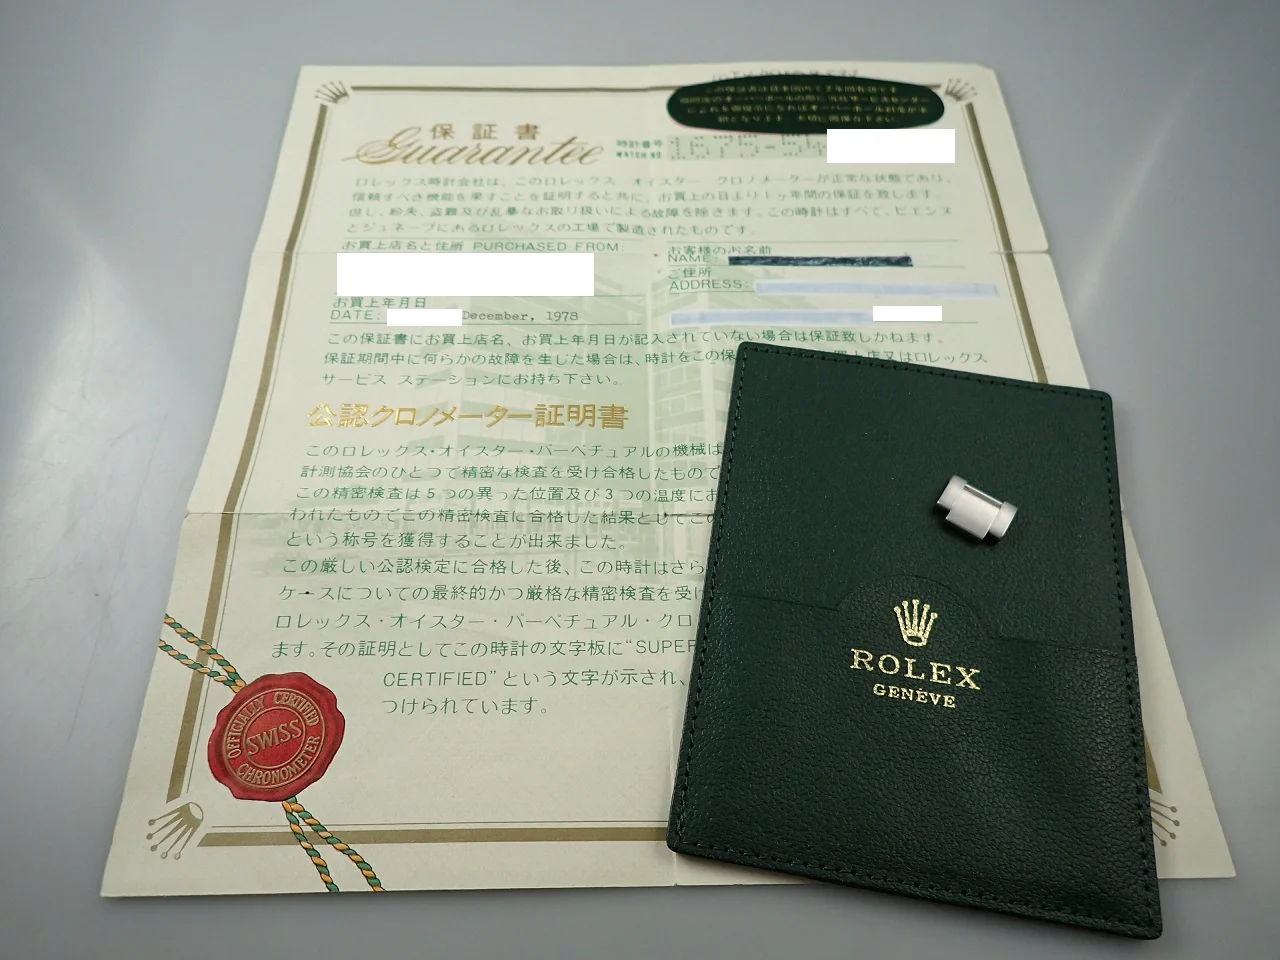 この保証書は日本国内で2年間有効です
保証書
Guarantee
時計番号
WATCH NO.
ロレックス時計会社は、このロレックス オイスター クロノメーターが正常な状態であり、
信頼すべき機能を果すことを証明すると共に、お買上の日より1ヶ年間の保証を致します。
但し、紛失、盗難及び乱暴なお取り扱いによる故障を除きます。この時計はすべて、ビエンヌ
とジュネーブにあるロレックスの工場で製造されたものです。
お買上店名と住所 PURCHASED FROM:
お客様のお名前
NAME:
ご住所
ADDRESS:
お買上年月日
DATE: December, 1978
この保証書にお買上店名、お買上年月日が記入されていない場合は保証致しかねます。
保証期間中に何らかの故障を生じた場合は、時計をこの保 買上店又はロレックス
サービス ステーションにお持ち下さい。
公認クロノメーター証明書
このロレックス・オイスター・パーペチュアルの機械は
計測協会のひとつで精密な検査を受け合格したもので
この精密検査は5つの異った位置及び3つの温度にお
われたものでこの精密検査に合格した結果としてこの
という称号を獲得することが出来ました。
この厳しい公認検定に合格した後、この時計はさら
ケースについての最終的かつ厳格な精密検査を受け
ロレックス・オイスター・パーペチュアル・クロ
ます。その証明としてこの時計の文字板に“SUPER
CERTIFIED”という文字が示され、
つけられています。
OFFICIALLY CERTIFIED
SWISS
CHRONOMETER
ROLEX
GENÈVE